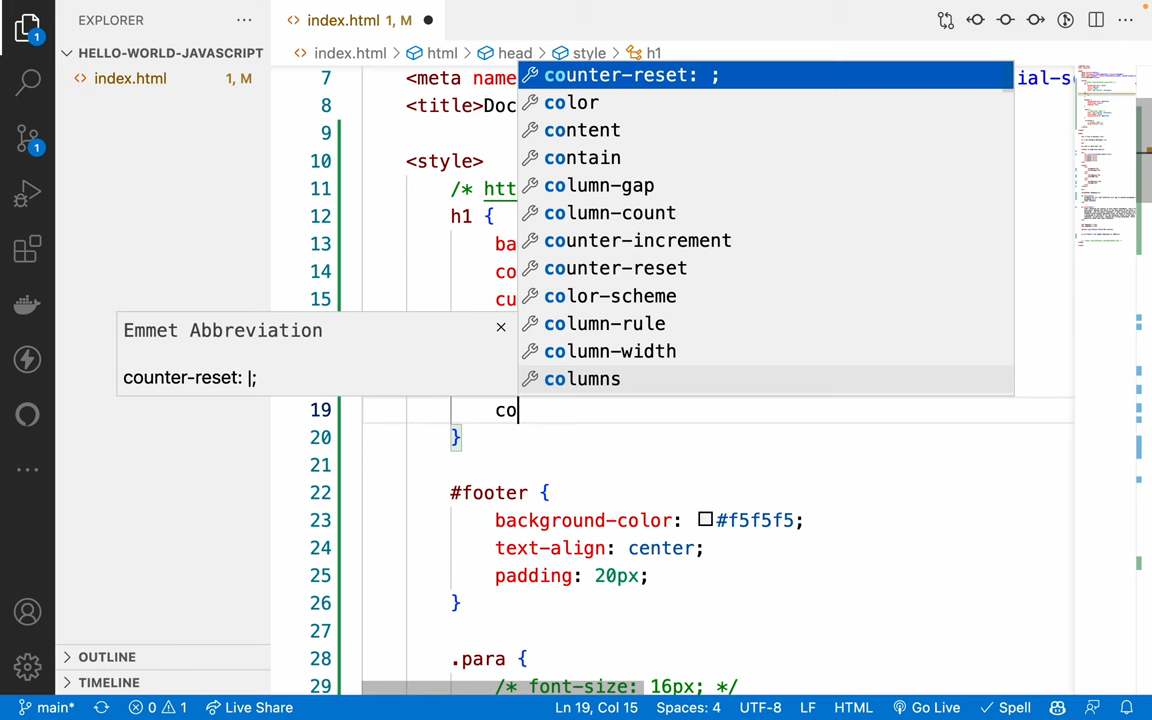 EXPLORER
HELLO-WORLD-JAVASCRIPT
<> index.html 1, M
OUTLINE
TIMELINE
<> index.html 1, M
index.html > html > head > style > h1
7 <meta name
ial-s
8 <title>Doc
9
10 <style>
11 /* htt
12 h1 {
13 ba
14 co
15 cu
counter-reset: ;
color
content
contain
column-gap
column-count
counter-increment
counter-reset
color-scheme
column-rule
column-width
columns
Emmet Abbreviation
counter-reset: |;
19 co
20 }
21
22 #footer {
23 background-color: #f5f5f5;
24 text-align: center;
25 padding: 20px;
26 }
27
28 .para {
29 /* font-size: 16px; */
1
1
main* 0 1 Live Share Ln 19, Col 15 Spaces: 4 UTF-8 LF HTML Go Live Spell